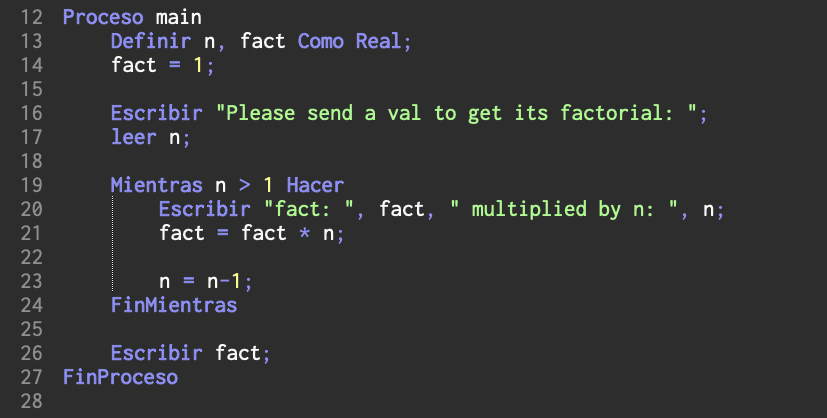 12 Proceso main
13     Definir n, fact Como Real;
14     fact = 1;
15
16     Escribir "Please send a val to get its factorial: ";
17     leer n;
18
19     Mientras n > 1 Hacer
20         Escribir "fact: ", fact, " multiplied by n: ", n;
21         fact = fact * n;
22
23         n = n-1;
24     FinMientras
25
26     Escribir fact;
27 FinProceso
28